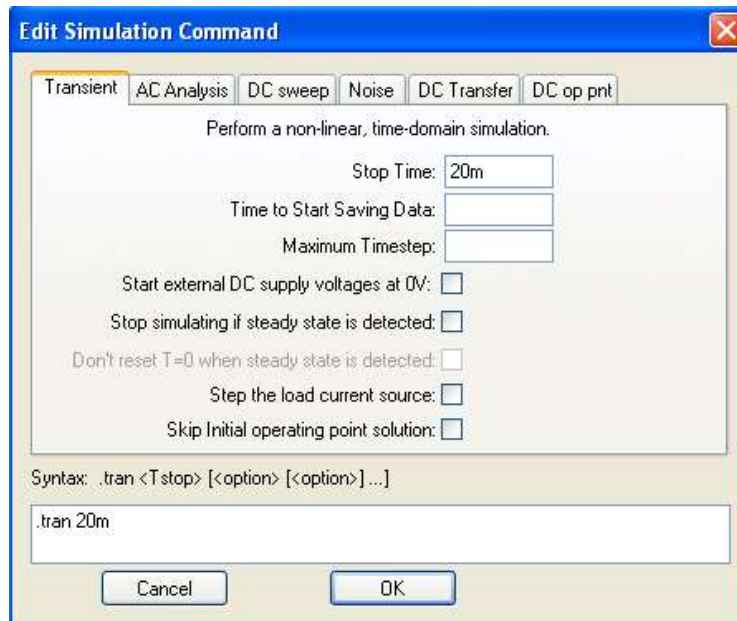 Edit Simulation Command
Transient AC Analysis DC sweep Noise DC Transfer DC op pnt
Perform a non-linear, time-domain simulation.
Stop Time: 20m
Time to Start Saving Data:
Maximum Timestep:
Start external DC supply voltages at 0V:
Stop simulating if steady state is detected:
Don't reset T=0 when steady state is detected:
Step the load current source:
Skip Initial operating point solution:
Syntax: .tran <Tstop> [<option> [<option>] ...]
.tran 20m
Cancel OK